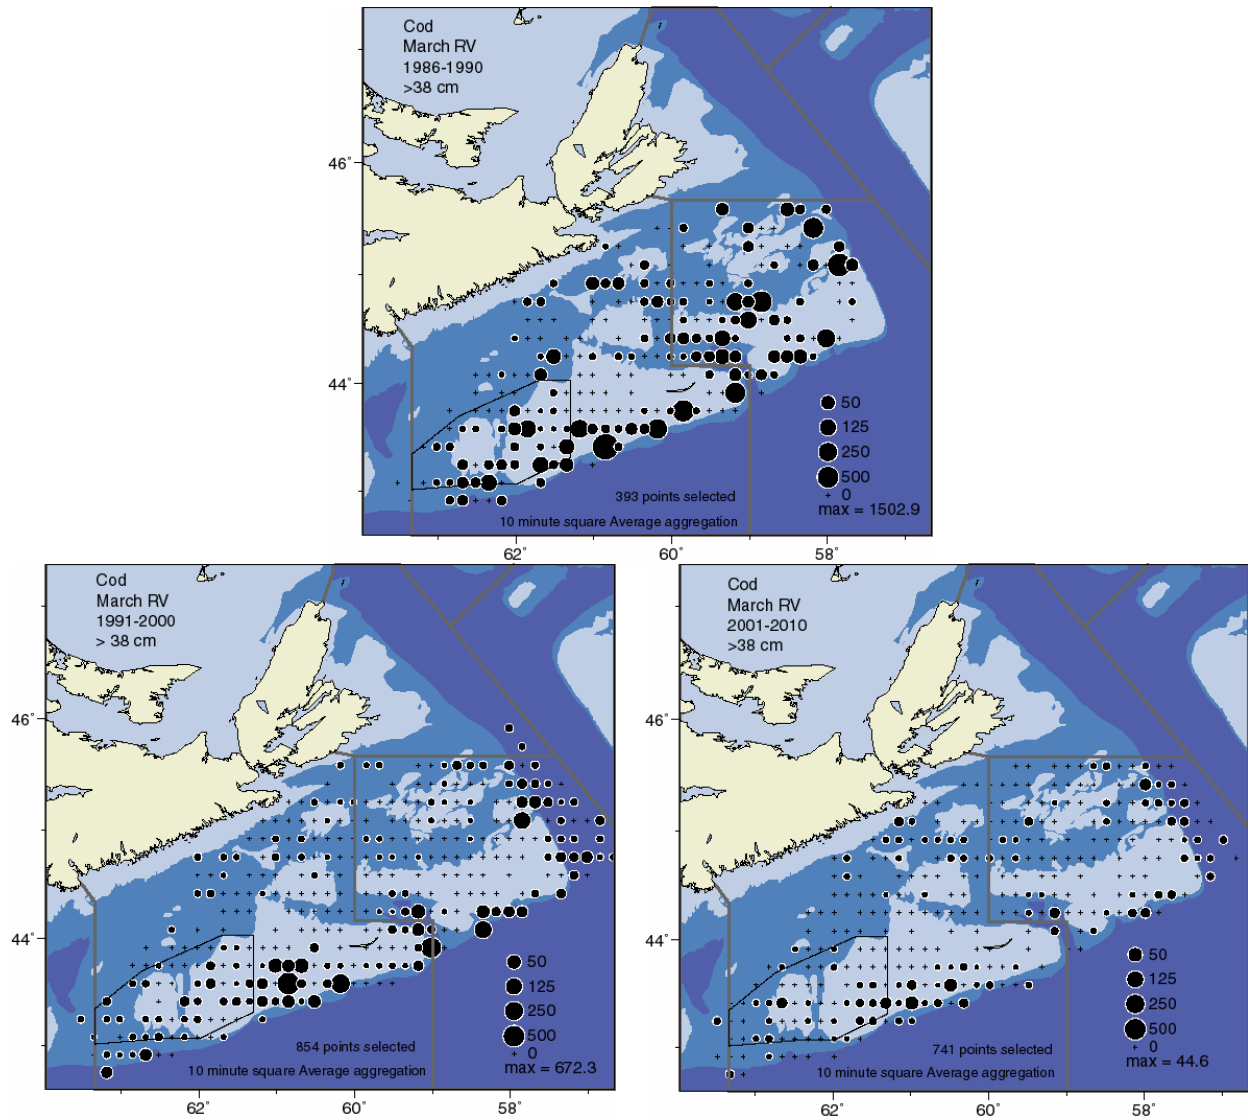 Cod
March RV
1986-1990
>38 cm
46°
44°
50
125
250
500
0
max = 1502.9
393 points selected
10 minute square Average aggregation
62°
60°
58°
Cod
March RV
1991-2000
> 38 cm
46°
44°
50
125
250
500
0
max = 672.3
854 points selected
10 minute square Average aggregation
62°
60°
58°
Cod
March RV
2001-2010
>38 cm
46°
44°
50
125
250
500
0
max = 44.6
741 points selected
10 minute square Average aggregation
62°
60°
58°